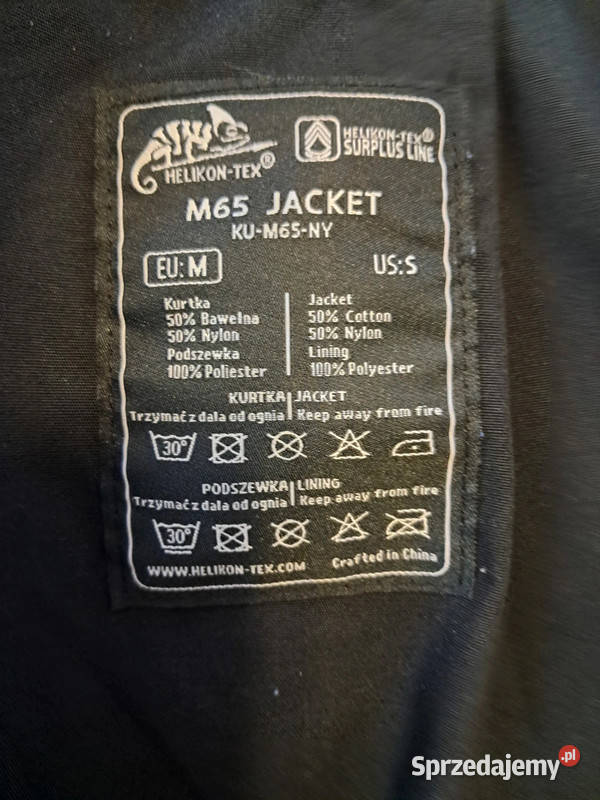 HELIKON-TEX®
HELIKON-TEX®
SURPLUS LINE
M65 JACKET
KU-M65-NY
EU: M
US: S
Kurtka
50% Bawełna
50% Nylon
Podszewka
100% Poliester
Jacket
50% Cotton
50% Nylon
Lining
100% Polyester
KURTKA | JACKET
Trzymać z dala od ognia | Keep away from fire
30°
PODSZEWKA | LINING
Trzymać z dala od ognia | Keep away from fire
30°
WWW.HELIKON-TEX.COM
Crafted in China
Sprzedajemy.pl